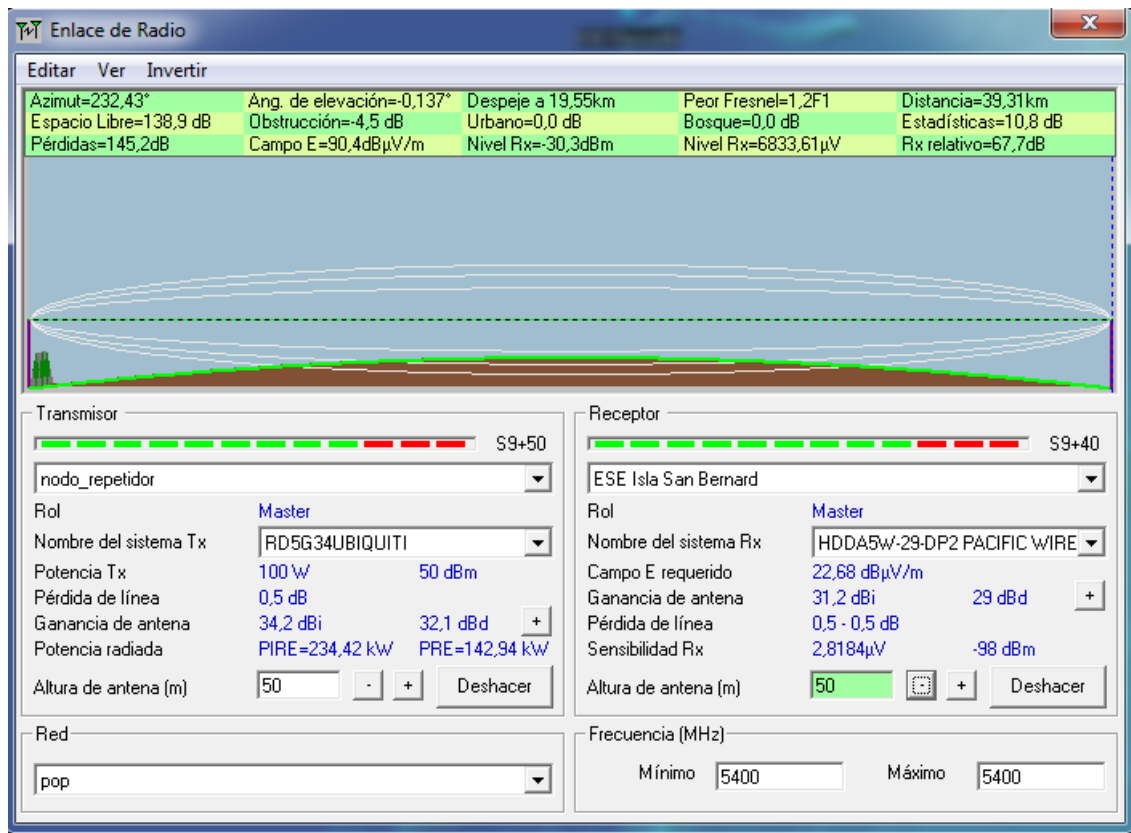 Enlace de Radio
Editar Ver Invertir
Azimut=232,43° Ang. de elevación=-0,137° Despeje a 19,55km Peor Fresnel=1,2F1 Distancia=39,31km
Espacio Libre=138,9 dB Obstrucción=-4,5 dB Urbano=0,0 dB Bosque=0,0 dB Estadísticas=10,8 dB
Pérdidas=145,2dB Campo E=90,4dBµV/m Nivel Rx=-30,3dBm Nivel Rx=6833,61µV Rx relativo=67,7dB
Transmisor
S9+50
nodo_repetidor
Rol Master
Nombre del sistema Tx RD5G34UBIQUITI
Potencia Tx 100 W 50 dBm
Pérdida de línea 0,5 dB
Ganancia de antena 34,2 dBi 32,1 dBd +
Potencia radiada PIRE=234,42 kW PRE=142,94 kW
Altura de antena (m) 50 - + Deshacer
Receptor
S9+40
ESE Isla San Bernard
Rol Master
Nombre del sistema Rx HDDA5W-29-DP2 PACIFIC WIRE
Campo E requerido 22,68 dBµV/m
Ganancia de antena 31,2 dBi 29 dBd +
Pérdida de línea 0,5 - 0,5 dB
Sensibilidad Rx 2,8184µV -98 dBm
Altura de antena (m) 50 - + Deshacer
Red
pop
Frecuencia (MHz)
Mínimo 5400 Máximo 5400